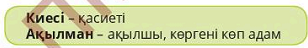 Киесі – қасиеті
Ақылман – ақылшы, көргені көп адам